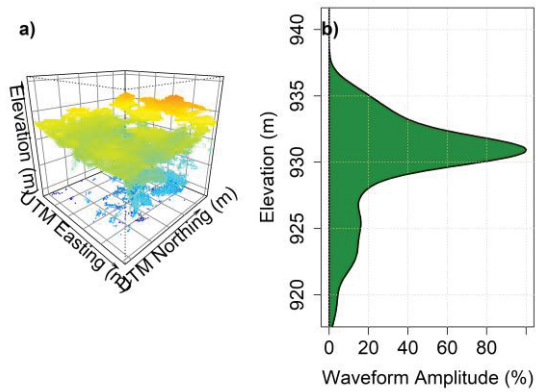 a)
Elevation (m)
UTM Easting (m)
UTM Northing (m)
b)
Elevation (m)
940
935
930
925
920
0 20 40 60 80
Waveform Amplitude (%)